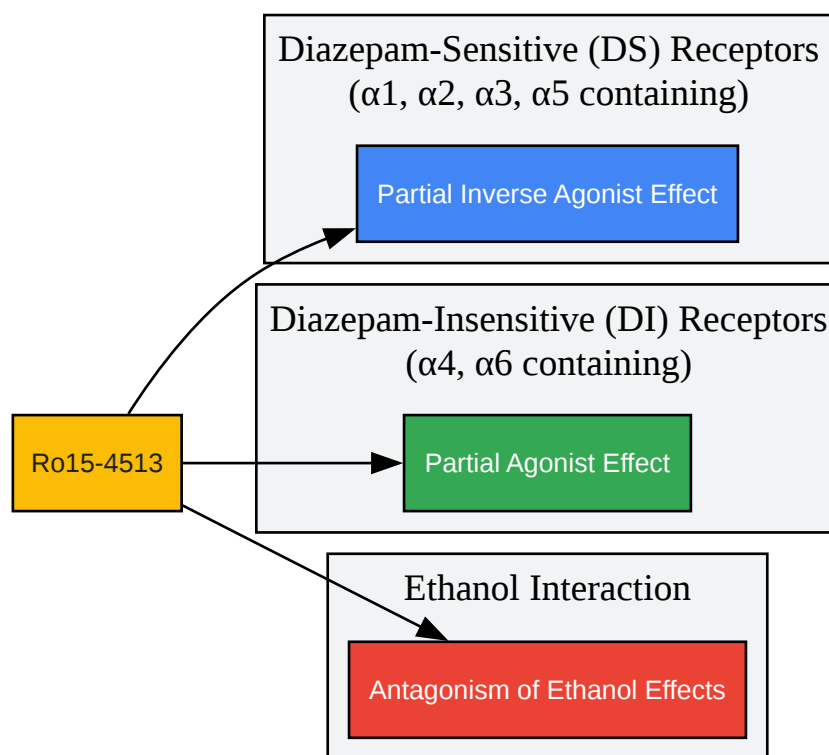 Diazepam-Sensitive (DS) Receptors
(α1, α2, α3, α5 containing)
Partial Inverse Agonist Effect
Diazepam-Insensitive (DI) Receptors
(α4, α6 containing)
Ro15-4513
Partial Agonist Effect
Ethanol Interaction
Antagonism of Ethanol Effects